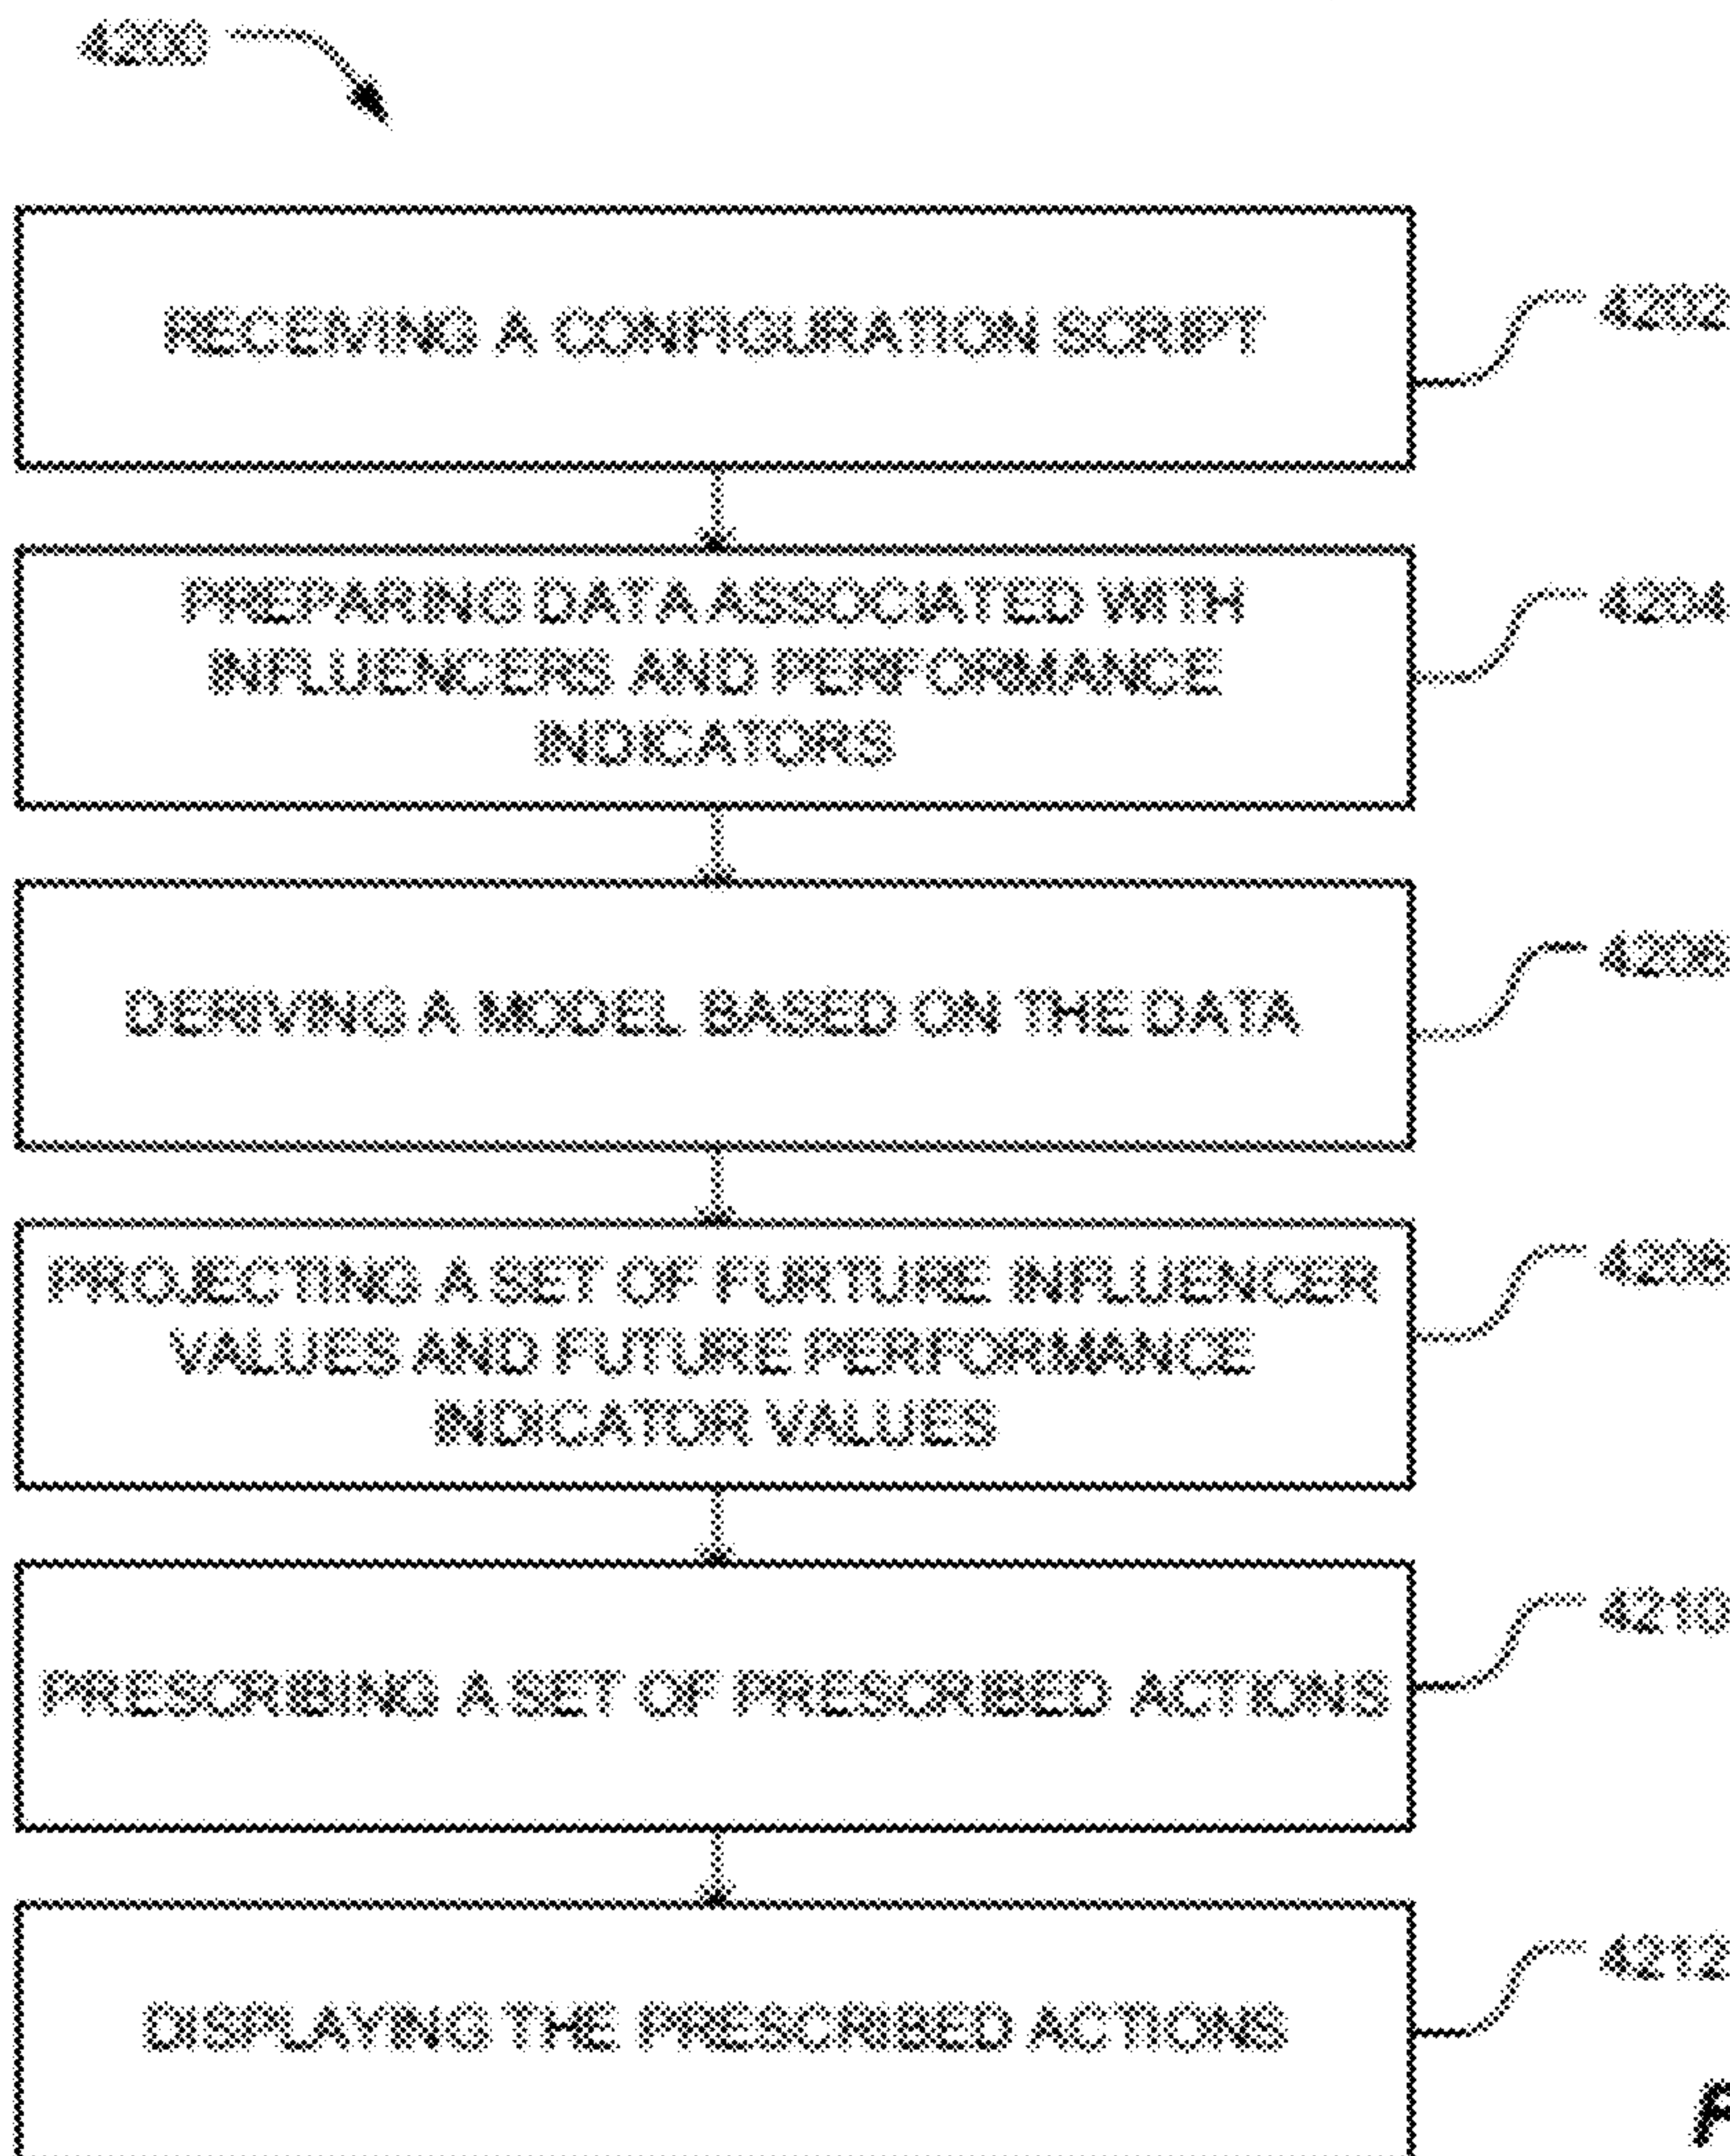 4200
RECEIVING A CONFIGURATION SCRIPT
4202
PREPARING DATA ASSOCIATED WITH
INFLUENCERS AND PERFORMANCE
INDICATORS
4204
DERIVING A MODEL BASED ON THE DATA
4206
PROJECTING A SET OF FURTURE INFLUENCER
VALUES AND FUTURE PERFORMANCE
INDICATOR VALUES
4208
PRESCRIBING A SET OF PRESCRIBED ACTIONS
4210
DISPLAYING THE PRESCRIBED ACTIONS
4212